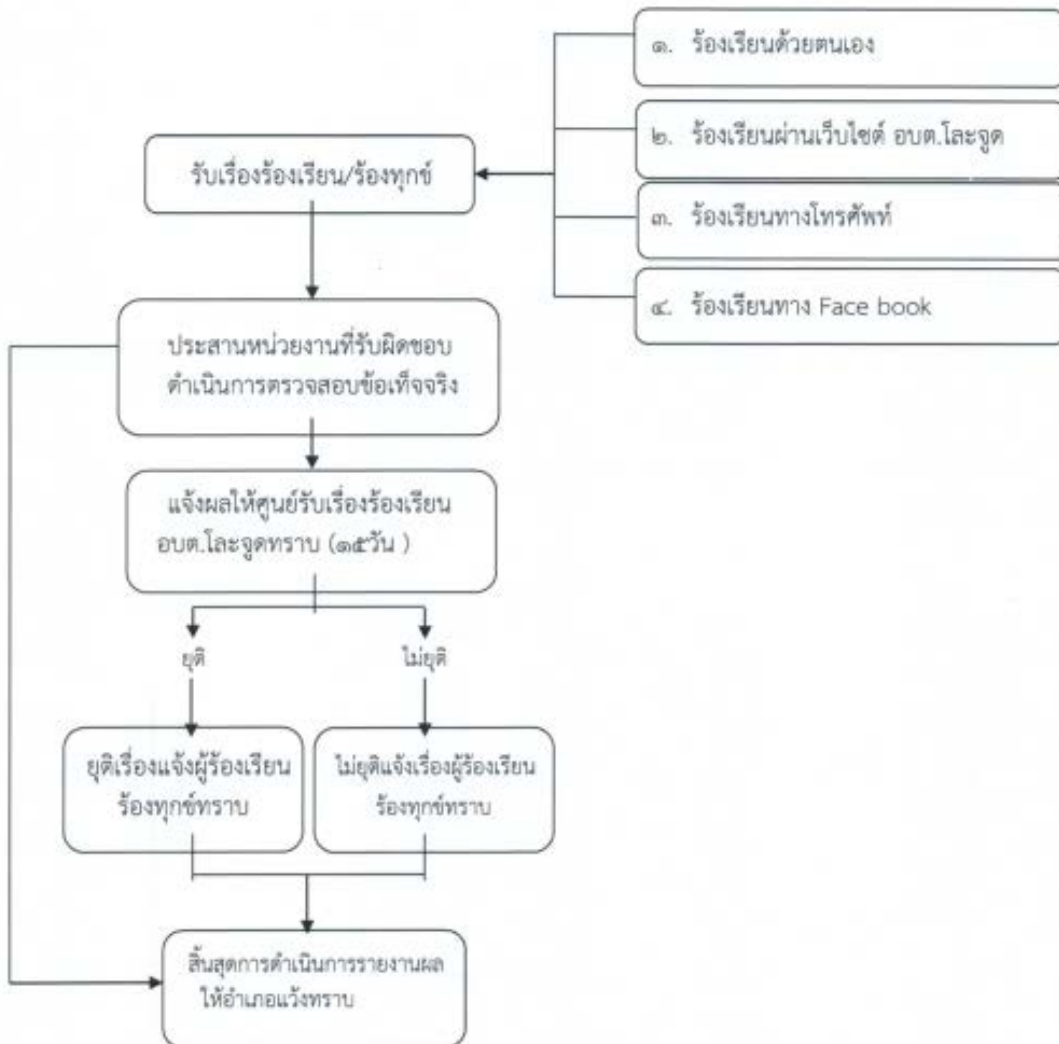 ๑. ร้องเรียนด้วยตนเอง
๒. ร้องเรียนผ่านเว็บไซต์ อบต.โละจูด
รับเรื่องร้องเรียน/ร้องทุกข์
๓. ร้องเรียนทางโทรศัพท์
๔. ร้องเรียนทาง Face book
ประสานหน่วยงานที่รับผิดชอบ
ดำเนินการตรวจสอบข้อเท็จจริง
แจ้งผลให้ศูนย์รับเรื่องร้องเรียน
อบต.โละจูดทราบ (๑๕วัน )
ยุติ
ไม่ยุติ
ยุติเรื่องแจ้งผู้ร้องเรียน
ร้องทุกข์ทราบ
ไม่ยุติแจ้งเรื่องผู้ร้องเรียน
ร้องทุกข์ทราบ
สิ้นสุดการดำเนินการรายงานผล
ให้อำเภอแว้งทราบ